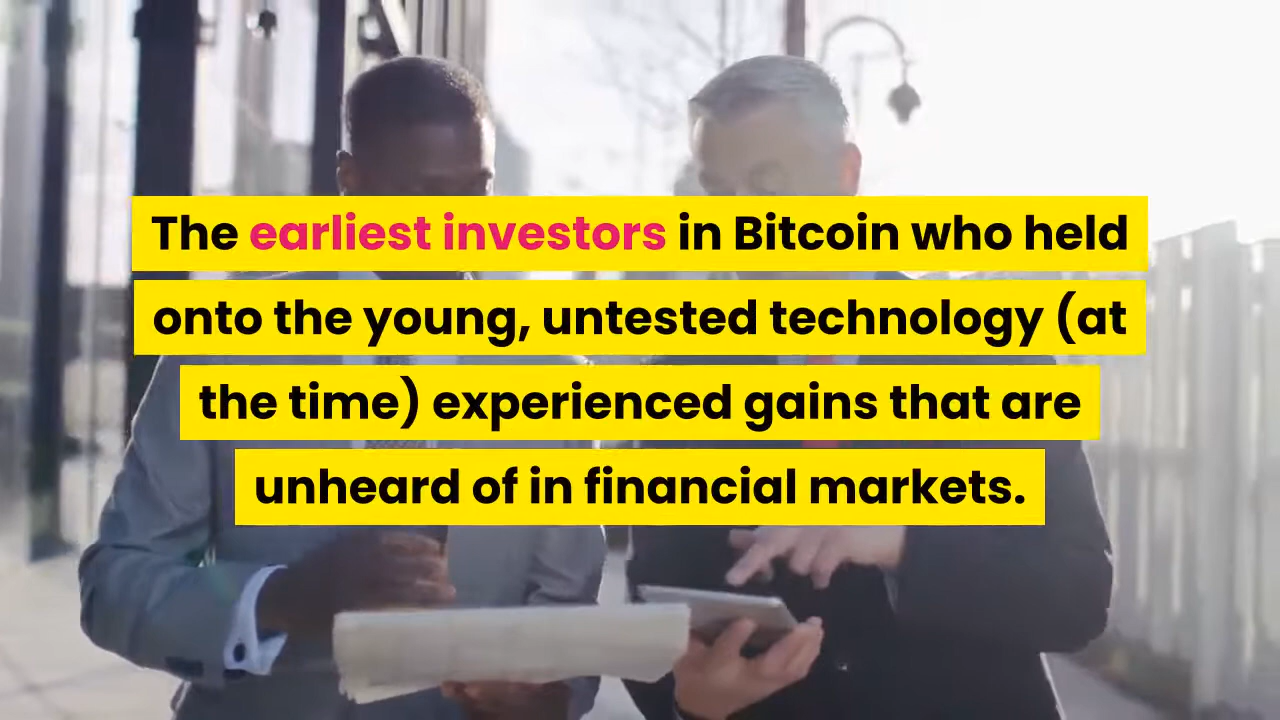 The earliest investors in Bitcoin who held
onto the young, untested technology (at
the time) experienced gains that are
unheard of in financial markets.